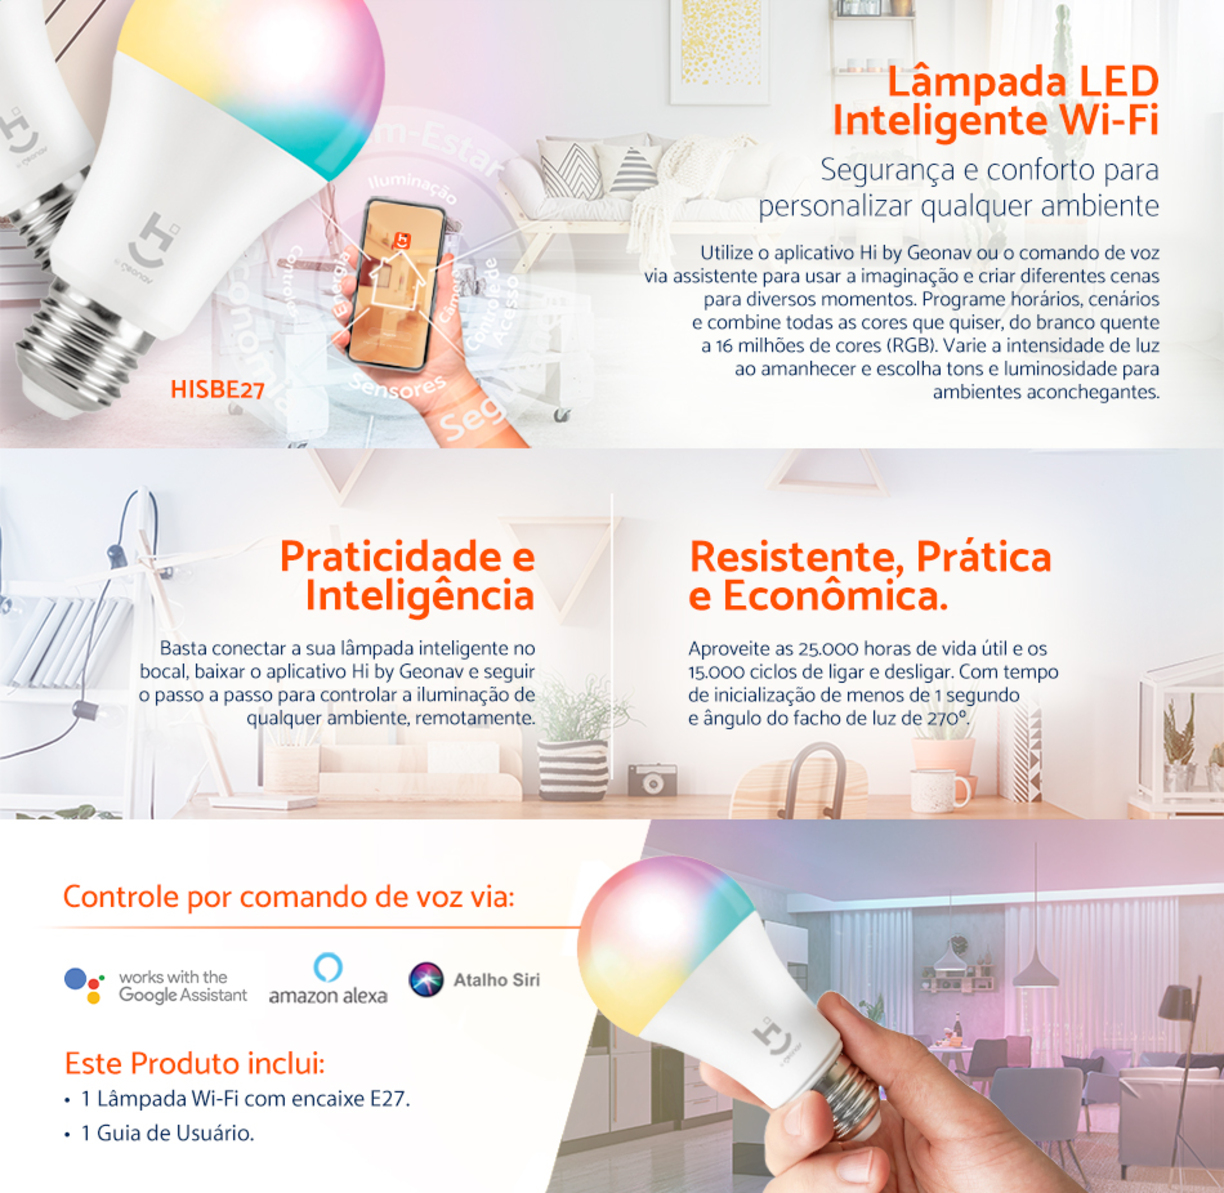 Lâmpada LED
Inteligente Wi-Fi
Segurança e conforto para
personalizar qualquer ambiente
Utilize o aplicativo Hi by Geonav ou o comando de voz
via assistente para usar a imaginação e criar diferentes cenas
para diversos momentos. Programe horários, cenários
e combine todas as cores que quiser, do branco quente
a 16 milhões de cores (RGB). Varie a intensidade de luz
ao amanhecer e escolha tons e luminosidade para
ambientes aconchegantes.
Iluminação
Energia
Câmera
Controle de
Acesso
Sensores
Conforto
HISBE27
Praticidade e
Inteligência
Basta conectar a sua lâmpada inteligente no
bocal, baixar o aplicativo Hi by Geonav e seguir
o passo a passo para controlar a iluminação de
qualquer ambiente, remotamente.
Resistente, Prática
e Econômica.
Aproveite as 25.000 horas de vida útil e os
15.000 ciclos de ligar e desligar. Com tempo
de inicialização de menos de 1 segundo
e ângulo do facho de luz de 270º.
Controle por comando de voz via:
works with the
Google Assistant
amazon alexa
Atalho Siri
Este Produto inclui:
• 1 Lâmpada Wi-Fi com encaixe E27.
• 1 Guia de Usuário.